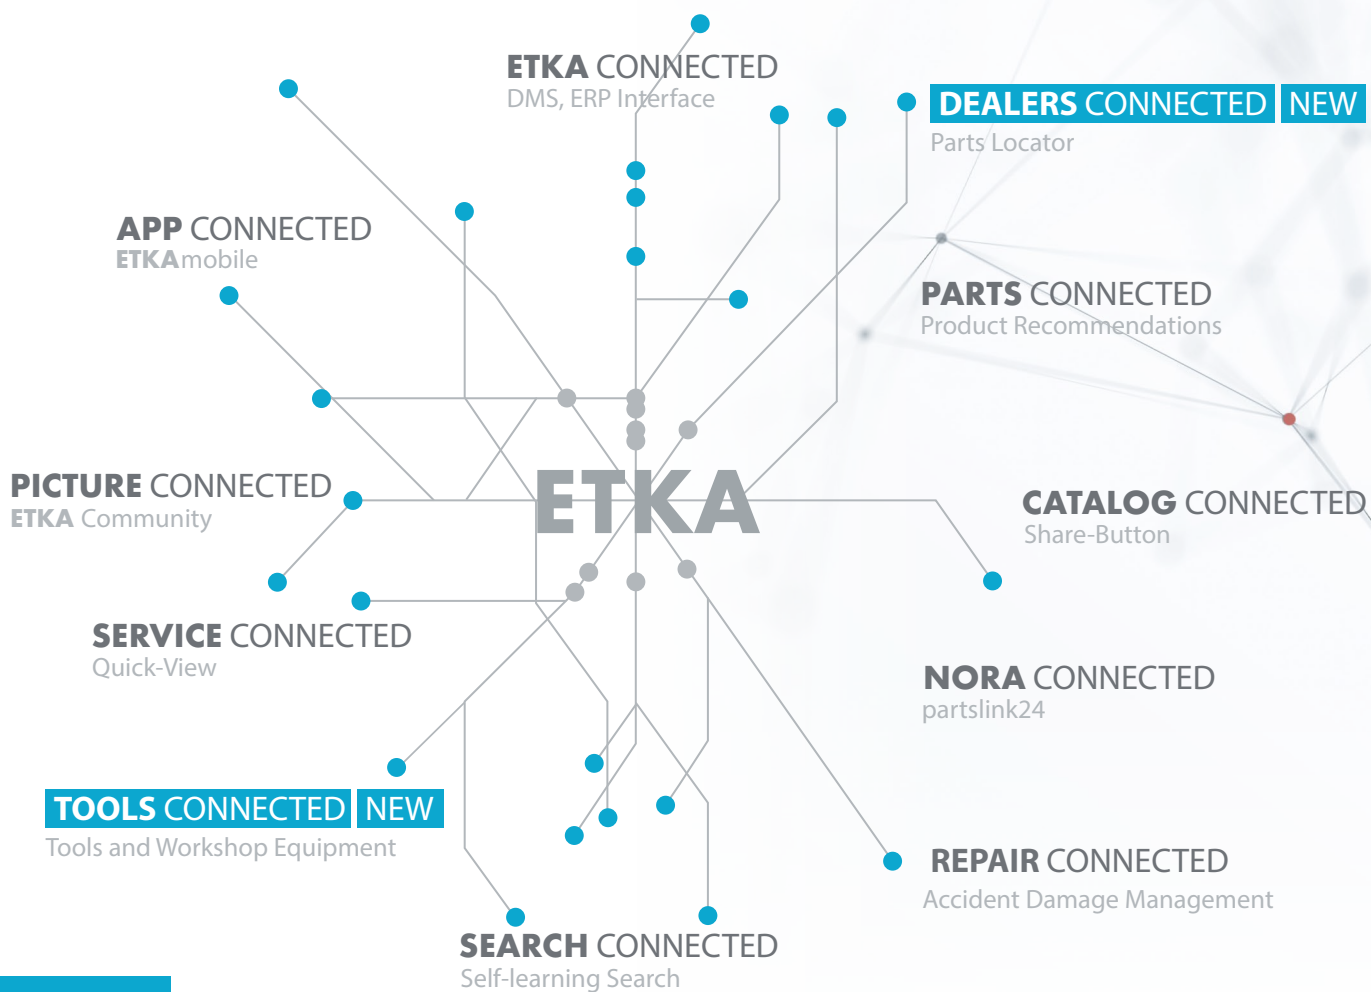 ETKA CONNECTED
DMS, ERP Interface
DEALERS CONNECTED NEW
Parts Locator
APP CONNECTED
ETKAmobile
PARTS CONNECTED
Product Recommendations
PICTURE CONNECTED
ETKA Community
ETKA
CATALOG CONNECTED
Share-Button
SERVICE CONNECTED
Quick-View
NORA CONNECTED
partslink24
TOOLS CONNECTED NEW
Tools and Workshop Equipment
REPAIR CONNECTED
Accident Damage Management
SEARCH CONNECTED
Self-learning Search